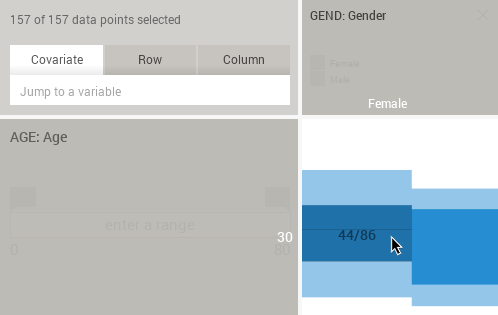 157 of 157 data points selected
GEND: Gender
Covariate Row Column
Jump to a variable
Female
Male
Female
AGE: Age
enter a range
30
0 80
44/86